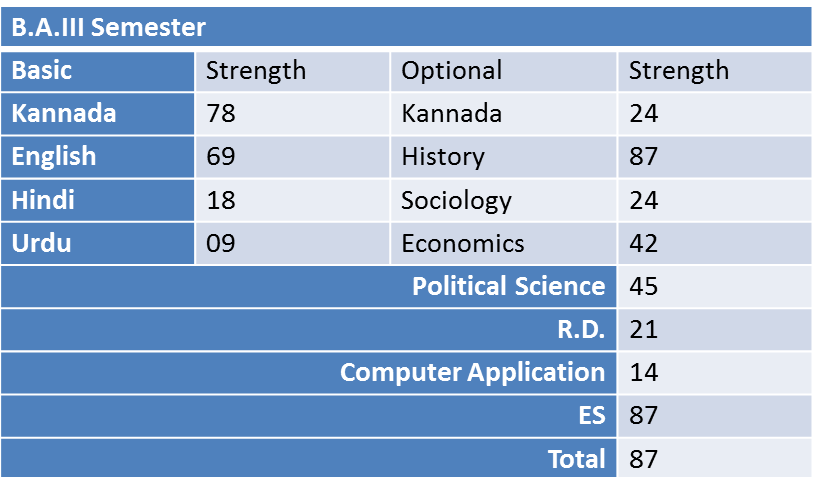 B.A.III Semester
Basic Strength Optional Strength
Kannada 78 Kannada 24
English 69 History 87
Hindi 18 Sociology 24
Urdu 09 Economics 42
Political Science 45
R.D. 21
Computer Application 14
ES 87
Total 87